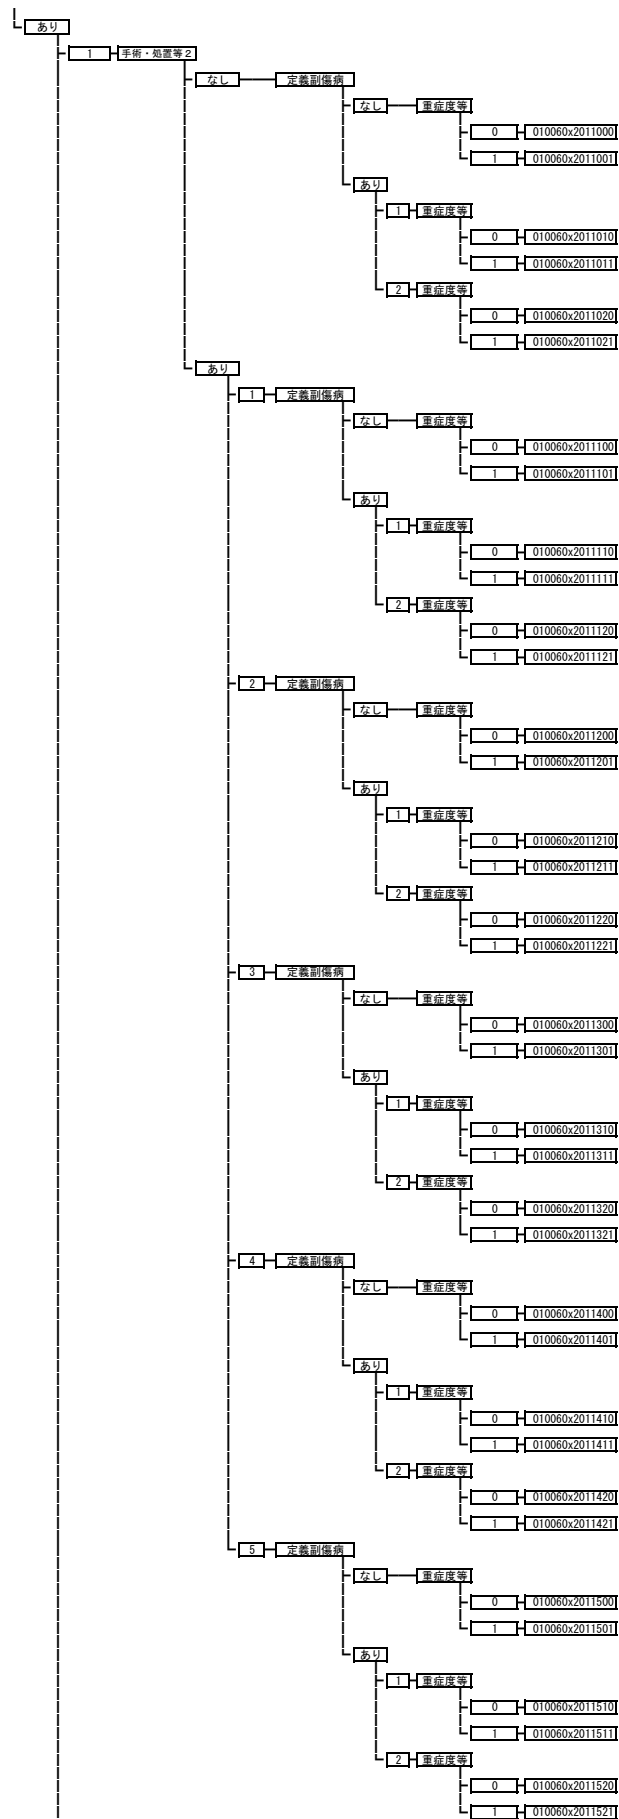 あり
1 手術・処置等２
なし 定義副傷病
なし 重症度等
0 010060x2011000
1 010060x2011001
あり
1 重症度等
0 010060x2011010
1 010060x2011011
2 重症度等
0 010060x2011020
1 010060x2011021
あり
1 定義副傷病
なし 重症度等
0 010060x2011100
1 010060x2011101
あり
1 重症度等
0 010060x2011110
1 010060x2011111
2 重症度等
0 010060x2011120
1 010060x2011121
2 定義副傷病
なし 重症度等
0 010060x2011200
1 010060x2011201
あり
1 重症度等
0 010060x2011210
1 010060x2011211
2 重症度等
0 010060x2011220
1 010060x2011221
3 定義副傷病
なし 重症度等
0 010060x2011300
1 010060x2011301
あり
1 重症度等
0 010060x2011310
1 010060x2011311
2 重症度等
0 010060x2011320
1 010060x2011321
4 定義副傷病
なし 重症度等
0 010060x2011400
1 010060x2011401
あり
1 重症度等
0 010060x2011410
1 010060x2011411
2 重症度等
0 010060x2011420
1 010060x2011421
5 定義副傷病
なし 重症度等
0 010060x2011500
1 010060x2011501
あり
1 重症度等
0 010060x2011510
1 010060x2011511
2 重症度等
0 010060x2011520
1 010060x2011521